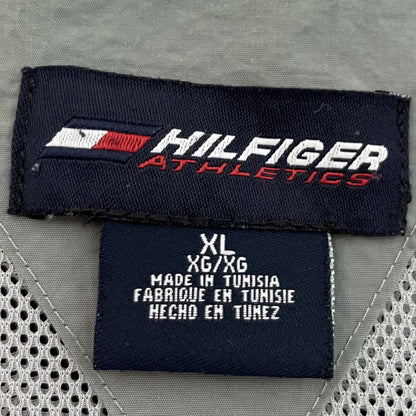 HILFIGER
ATHLETICS
XL
XG/XG
MADE IN TUNISIA
FABRIQUE EN TUNISIE
HECHO EN TUNEZ